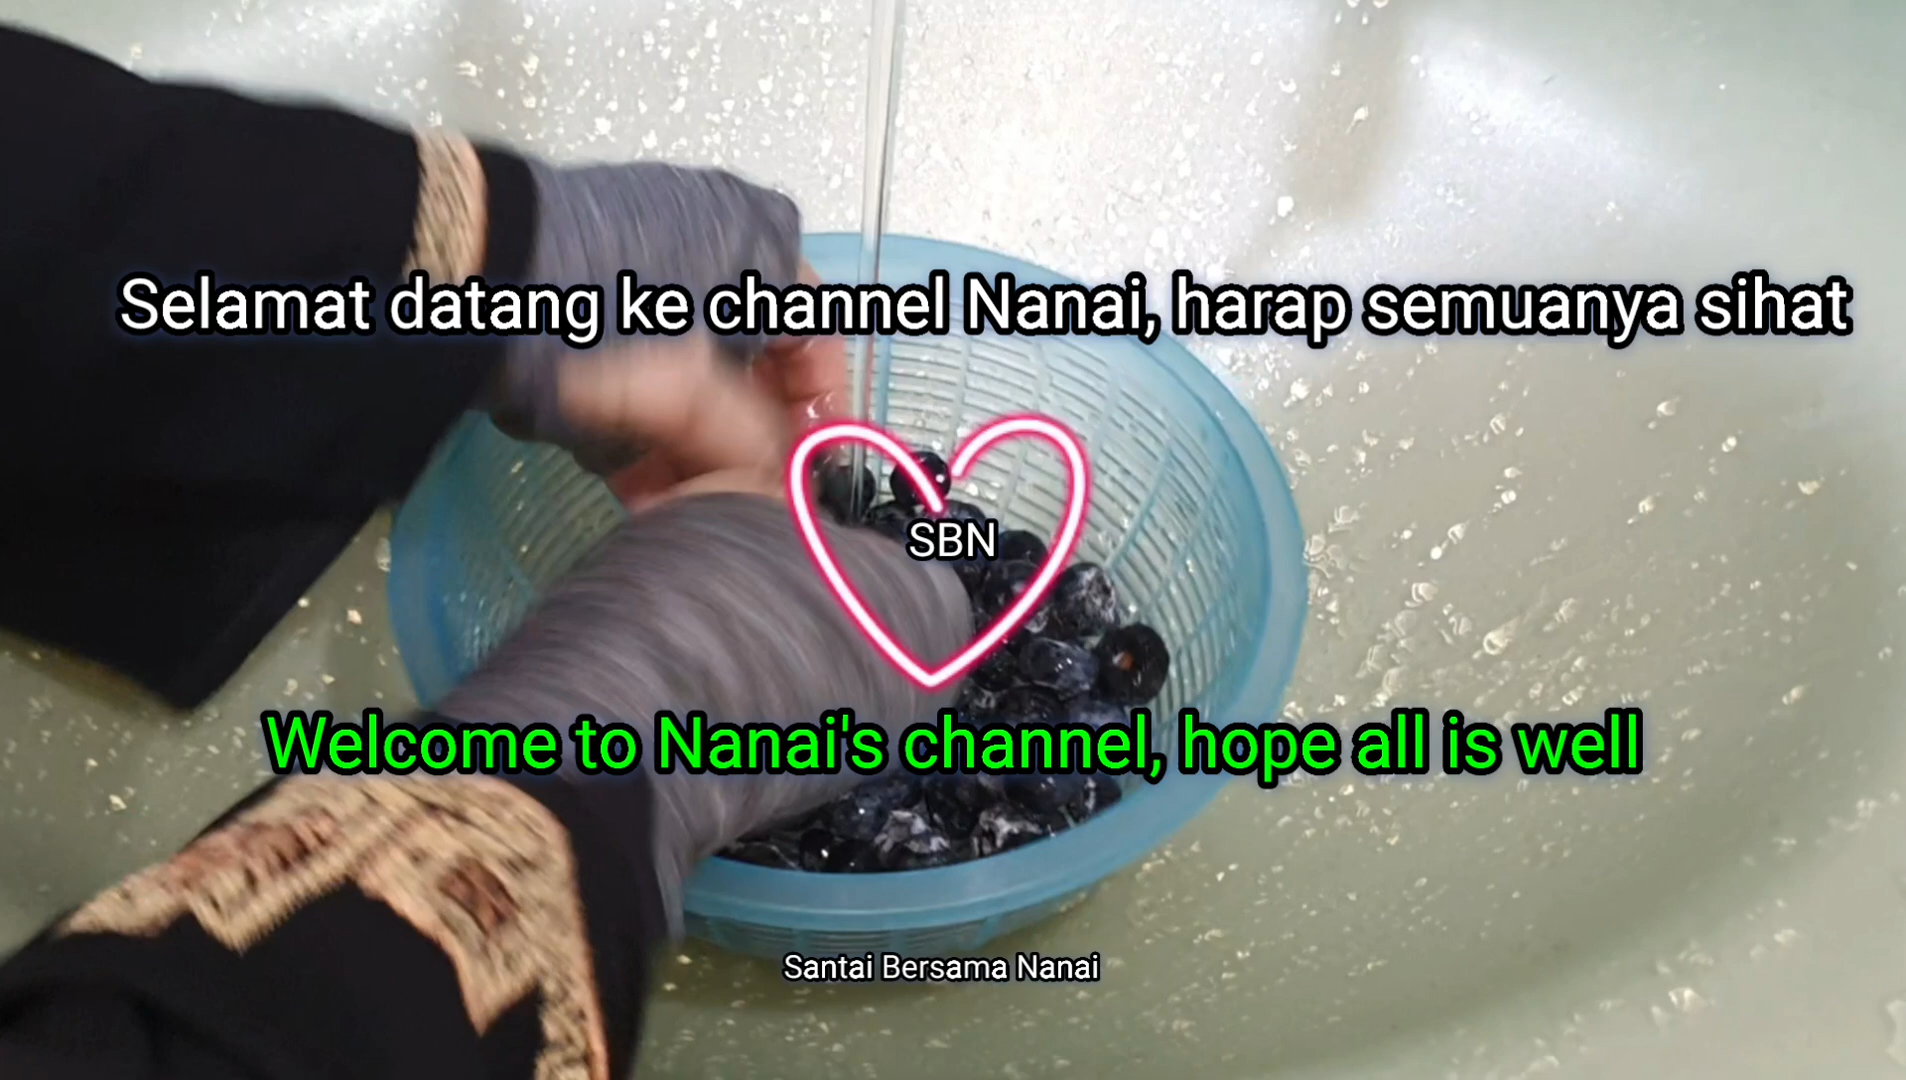 Selamat datang ke channel Nanai, harap semuanya sihat
SBN
Welcome to Nanai's channel, hope all is well
Santai Bersama Nanai